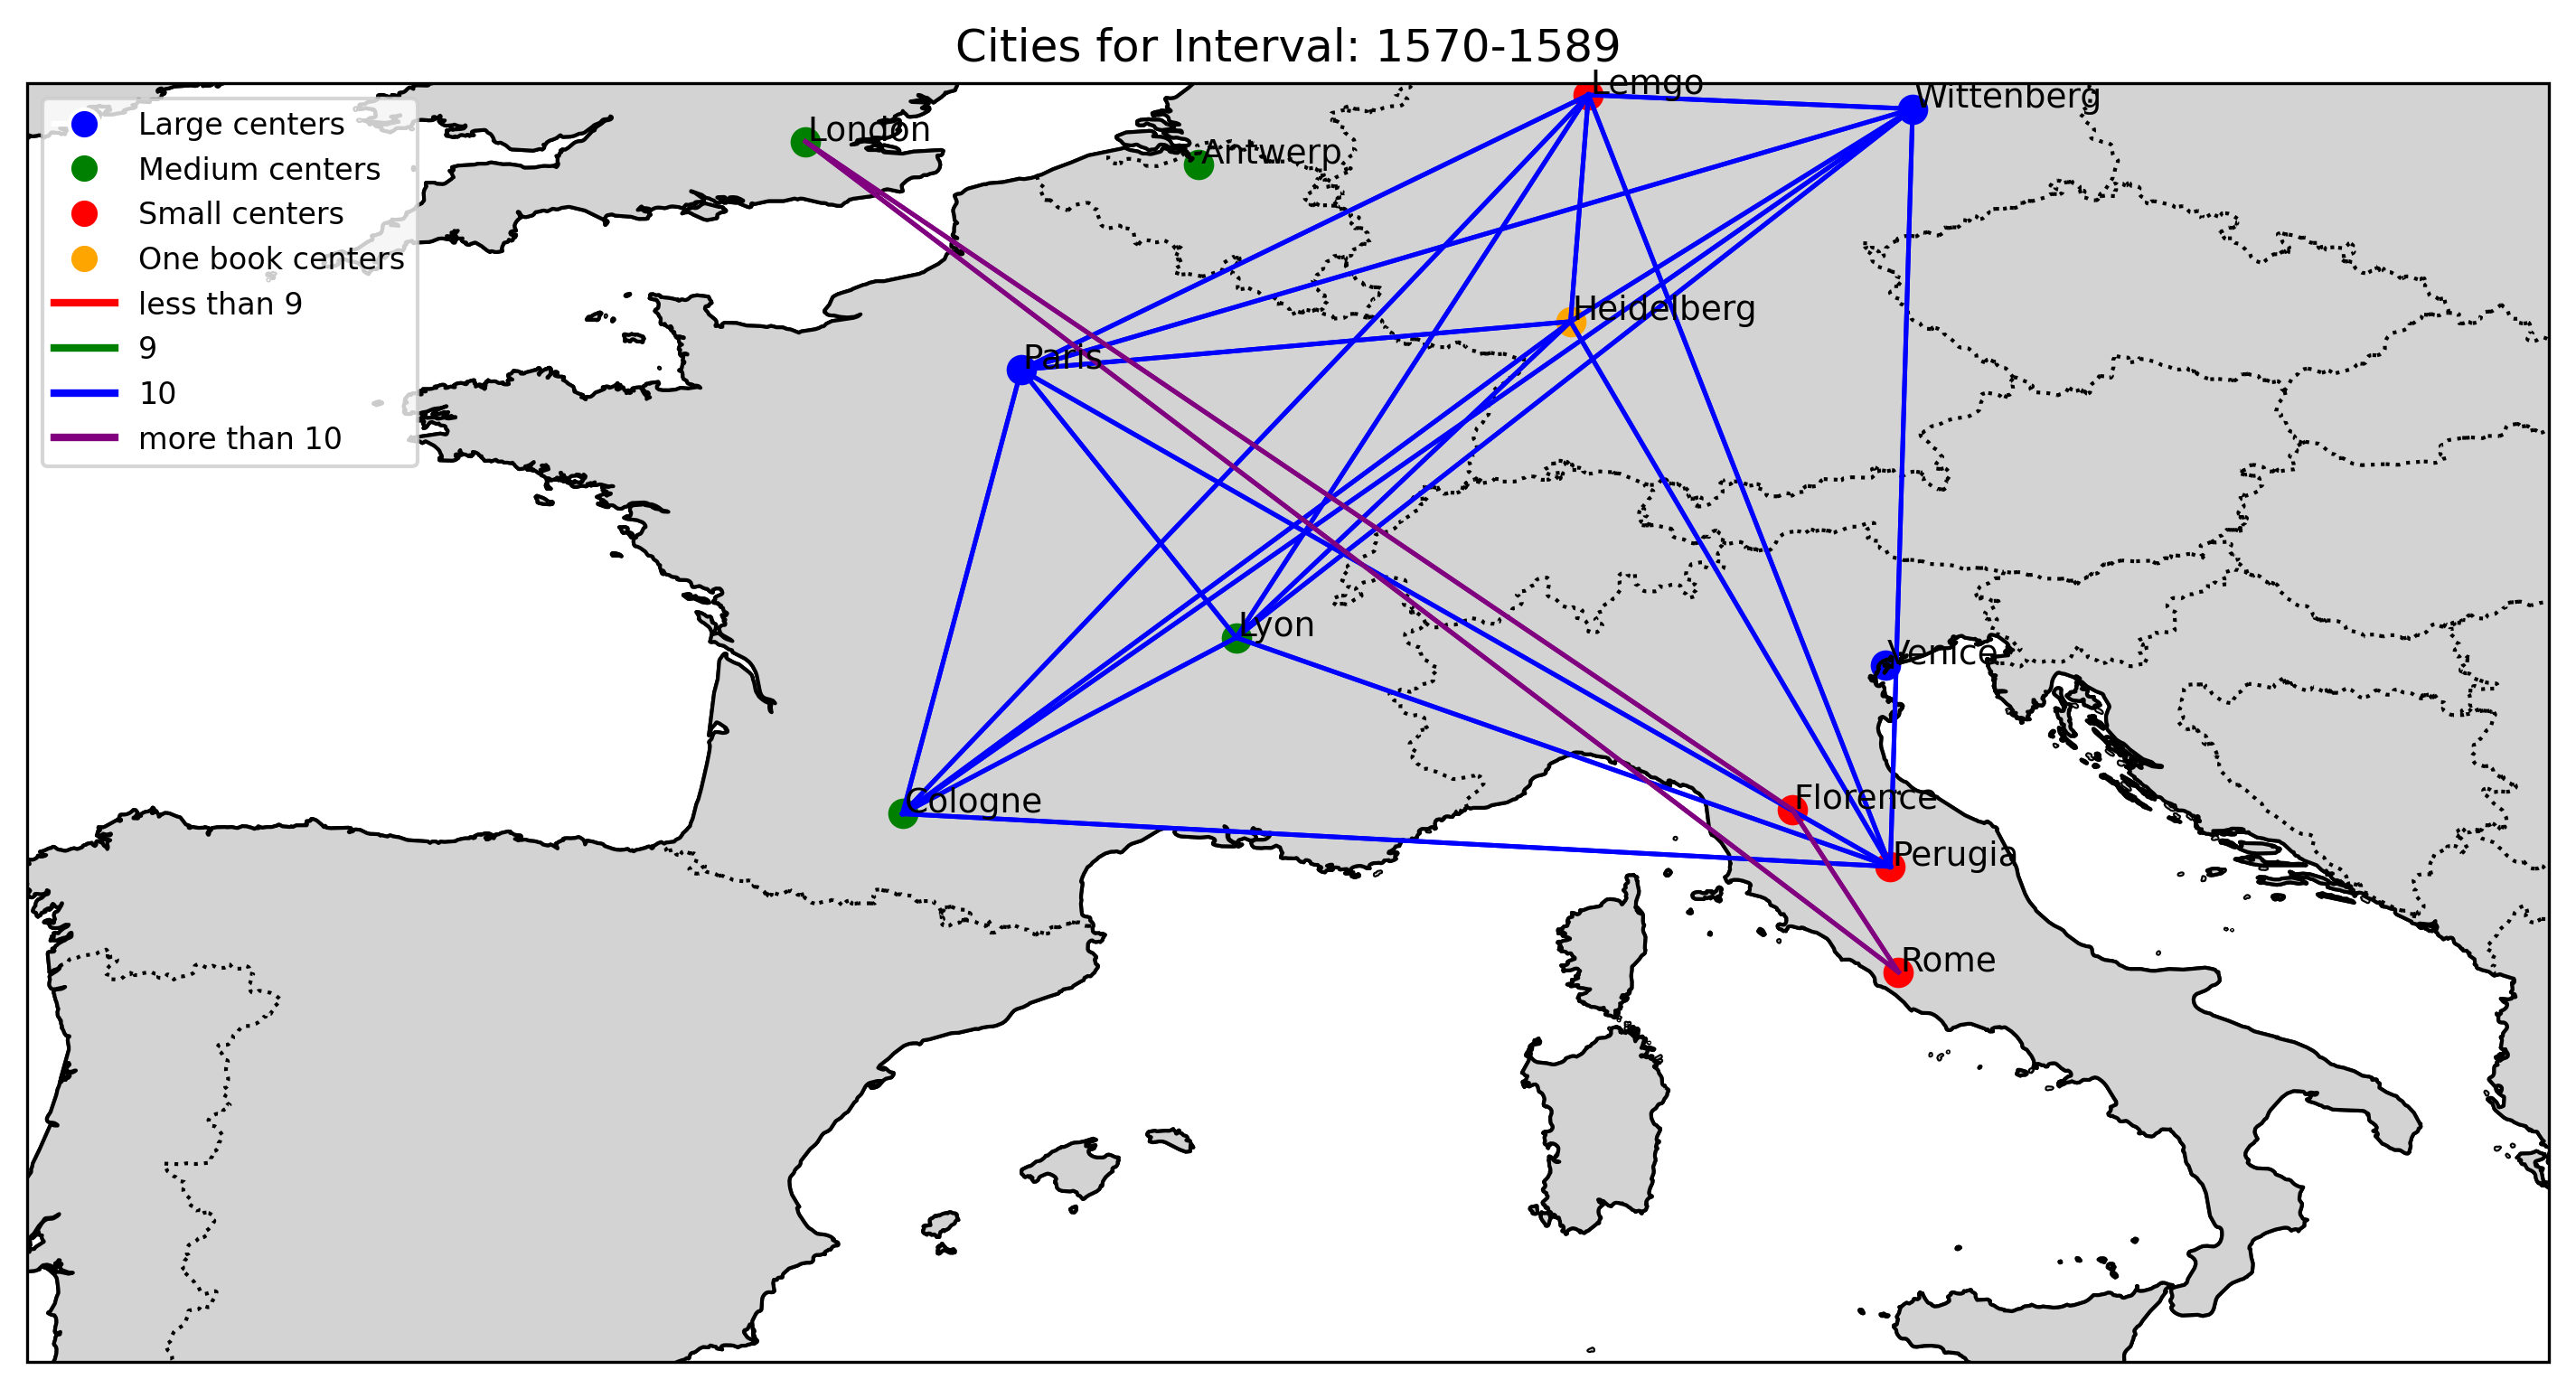 Cities for Interval: 1570-1589
Large centers
Medium centers
Small centers
One book centers
less than 9
9
10
more than 10
Lemgo
Wittenberg
London
Antwerp
Heidelberg
Paris
Lyon
Venice
Cologne
Florence
Perugia
Rome